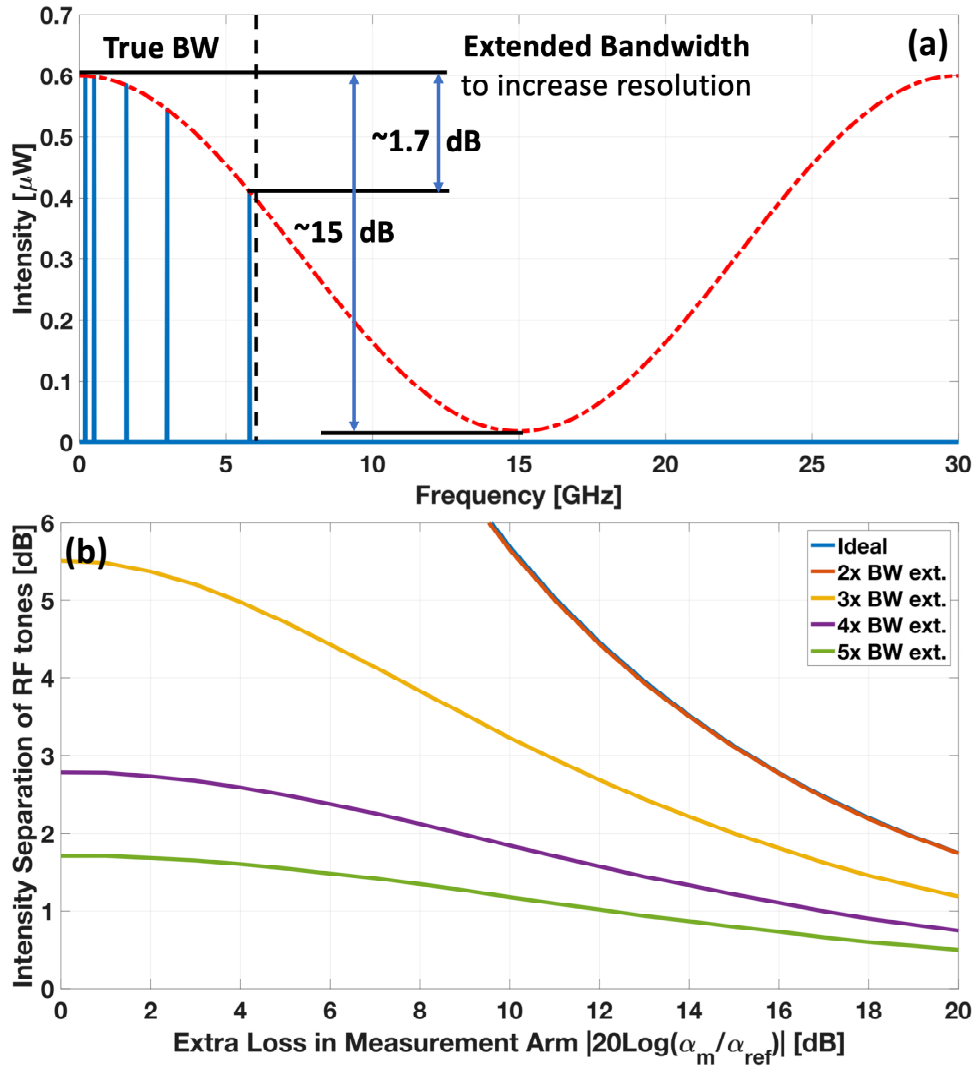 True BW
Extended Bandwidth
to increase resolution
(a)
~1.7 dB
~15 dB
Intensity [μW]
0.7
0.6
0.5
0.4
0.3
0.2
0.1
0
0 5 10 15 20 25 30
Frequency [GHz]
(b)
Ideal
2x BW ext.
3x BW ext.
4x BW ext.
5x BW ext.
Intensity Separation of RF tones [dB]
6
5
4
3
2
1
0
0 2 4 6 8 10 12 14 16 18 20
Extra Loss in Measurement Arm |20Log(αm/αref)| [dB]